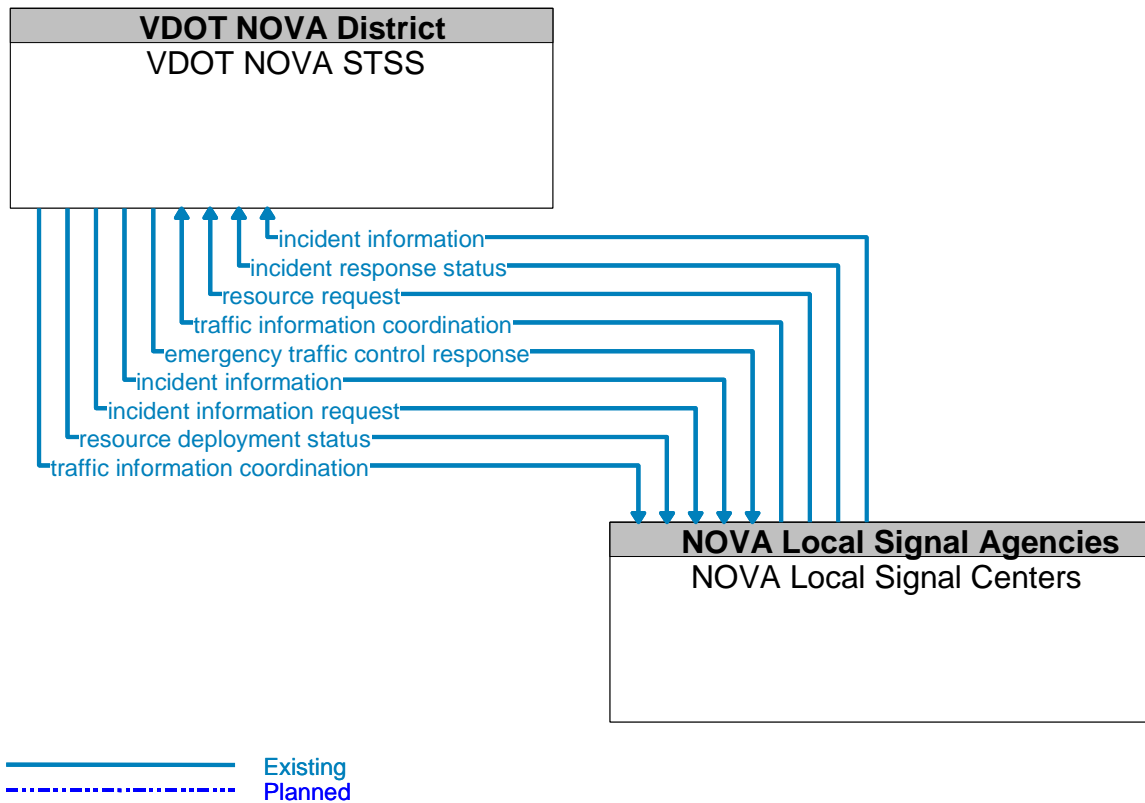 VDOT NOVA District
VDOT NOVA STSS
incident information
incident response status
resource request
traffic information coordination
emergency traffic control response
incident information
incident information request
resource deployment status
traffic information coordination
NOVA Local Signal Agencies
NOVA Local Signal Centers
Existing
Planned